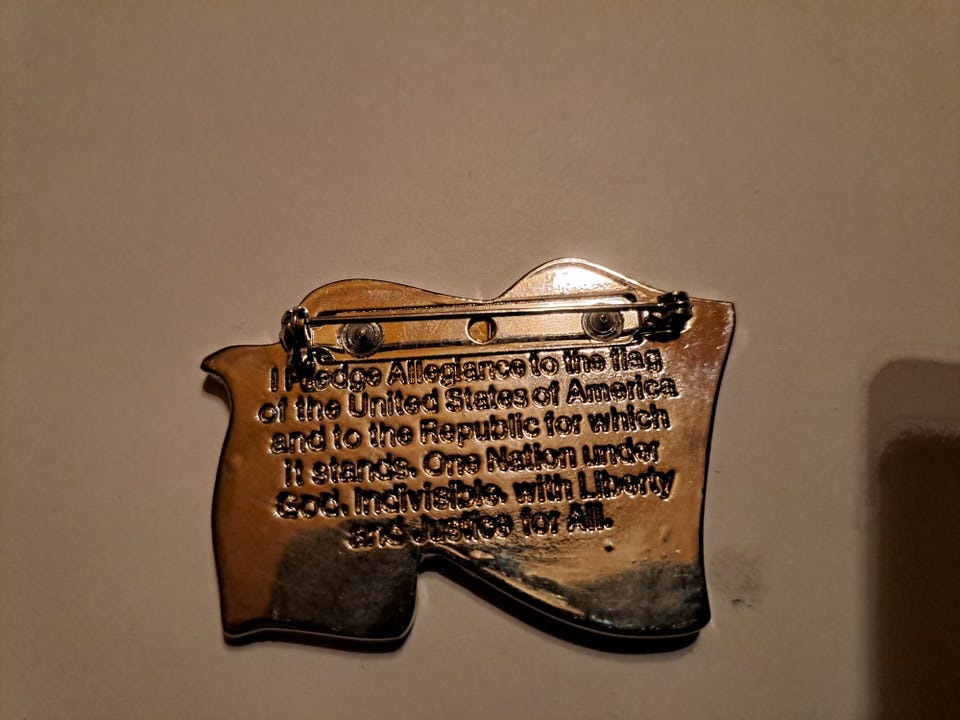 I Pledge Allegiance to the flag
of the United States of America
and to the Republic for which
it stands. One Nation under
God. Indivisible. with Liberty
and Justice for All.